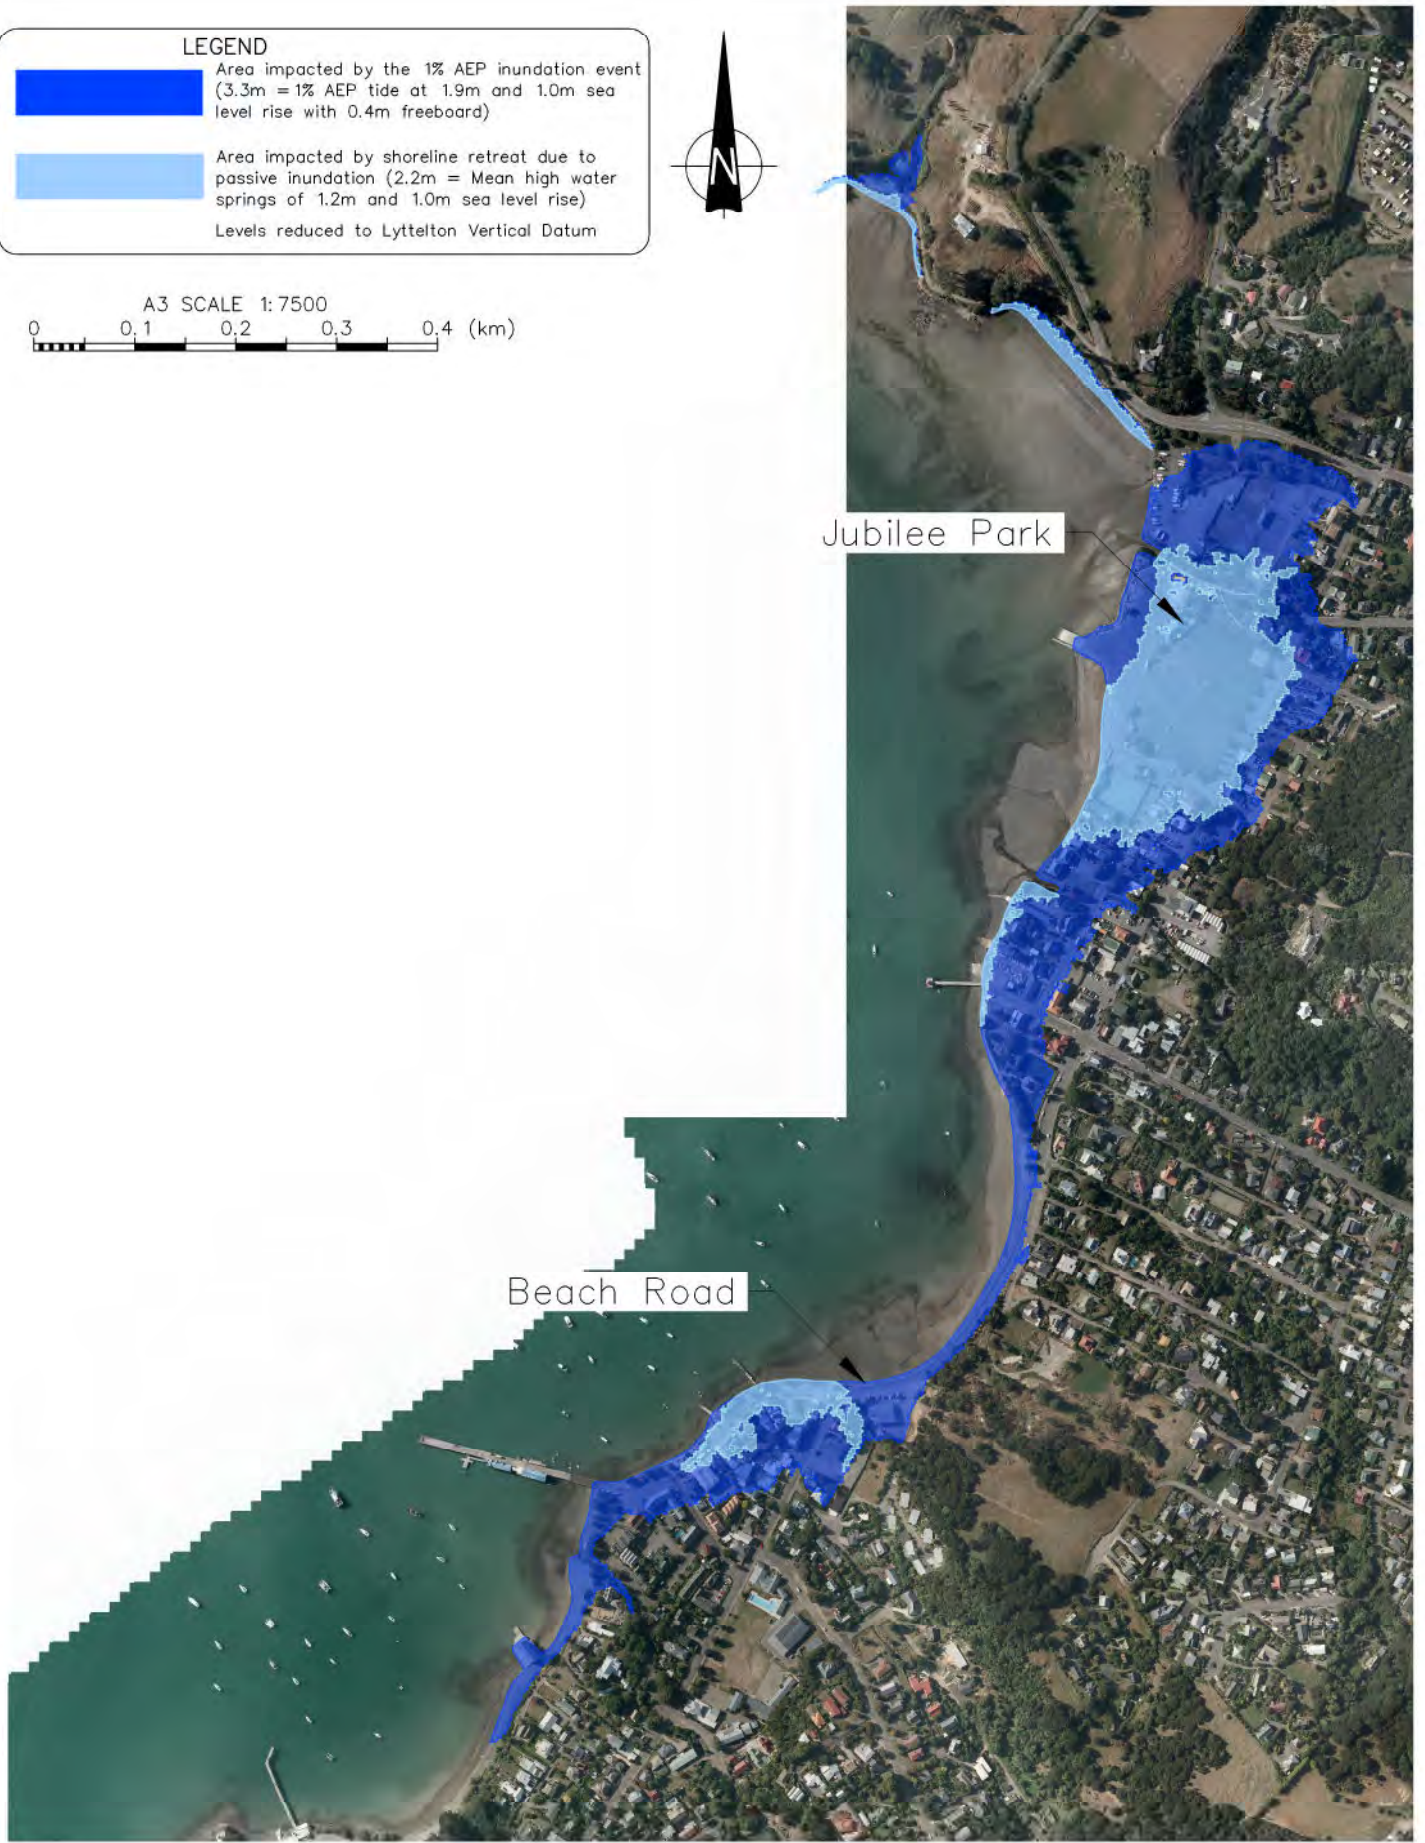 LEGEND
Area impacted by the 1% AEP inundation event
(3.3m = 1% AEP tide at 1.9m and 1.0m sea
level rise with 0.4m freeboard)
Area impacted by shoreline retreat due to
passive inundation (2.2m = Mean high water
springs of 1.2m and 1.0m sea level rise)
Levels reduced to Lyttelton Vertical Datum
N
A3 SCALE 1:7500
0 0.1 0.2 0.3 0.4 (km)
Jubilee Park
Beach Road